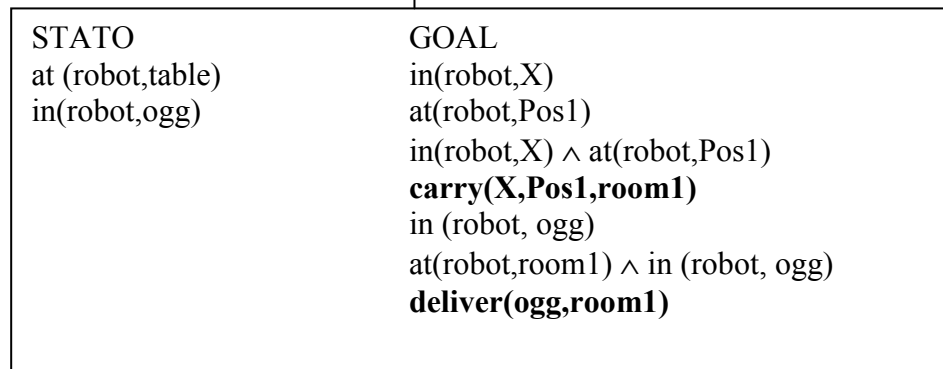 STATO
at (robot,table)
in(robot,ogg)
GOAL
in(robot,X)
at(robot,Pos1)
in(robot,X) ∧ at(robot,Pos1)
carry(X,Pos1,room1)
in (robot, ogg)
at(robot,room1) ∧ in (robot, ogg)
deliver(ogg,room1)